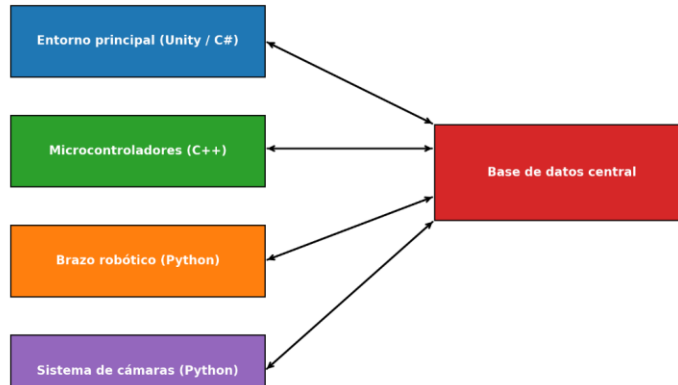 Entorno principal (Unity / C#)
Microcontroladores (C++)
Base de datos central
Brazo robótico (Python)
Sistema de cámaras (Python)